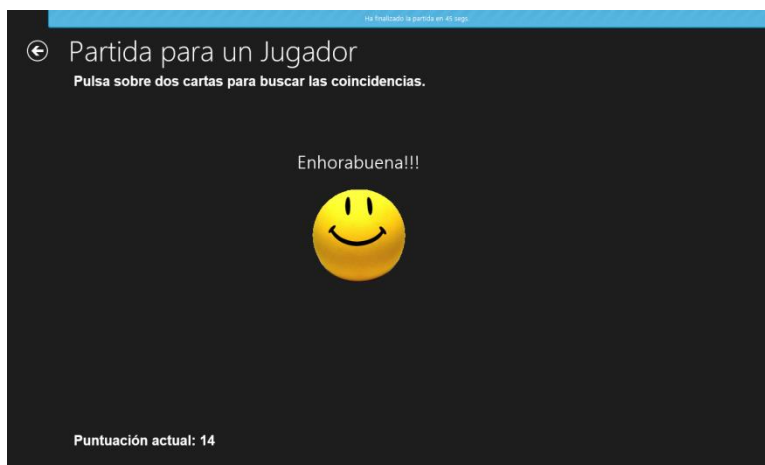 Ha finalizado la partida en 45 segs.
Partida para un Jugador
Pulsa sobre dos cartas para buscar las coincidencias.
Enhorabuena!!!
Puntuación actual: 14